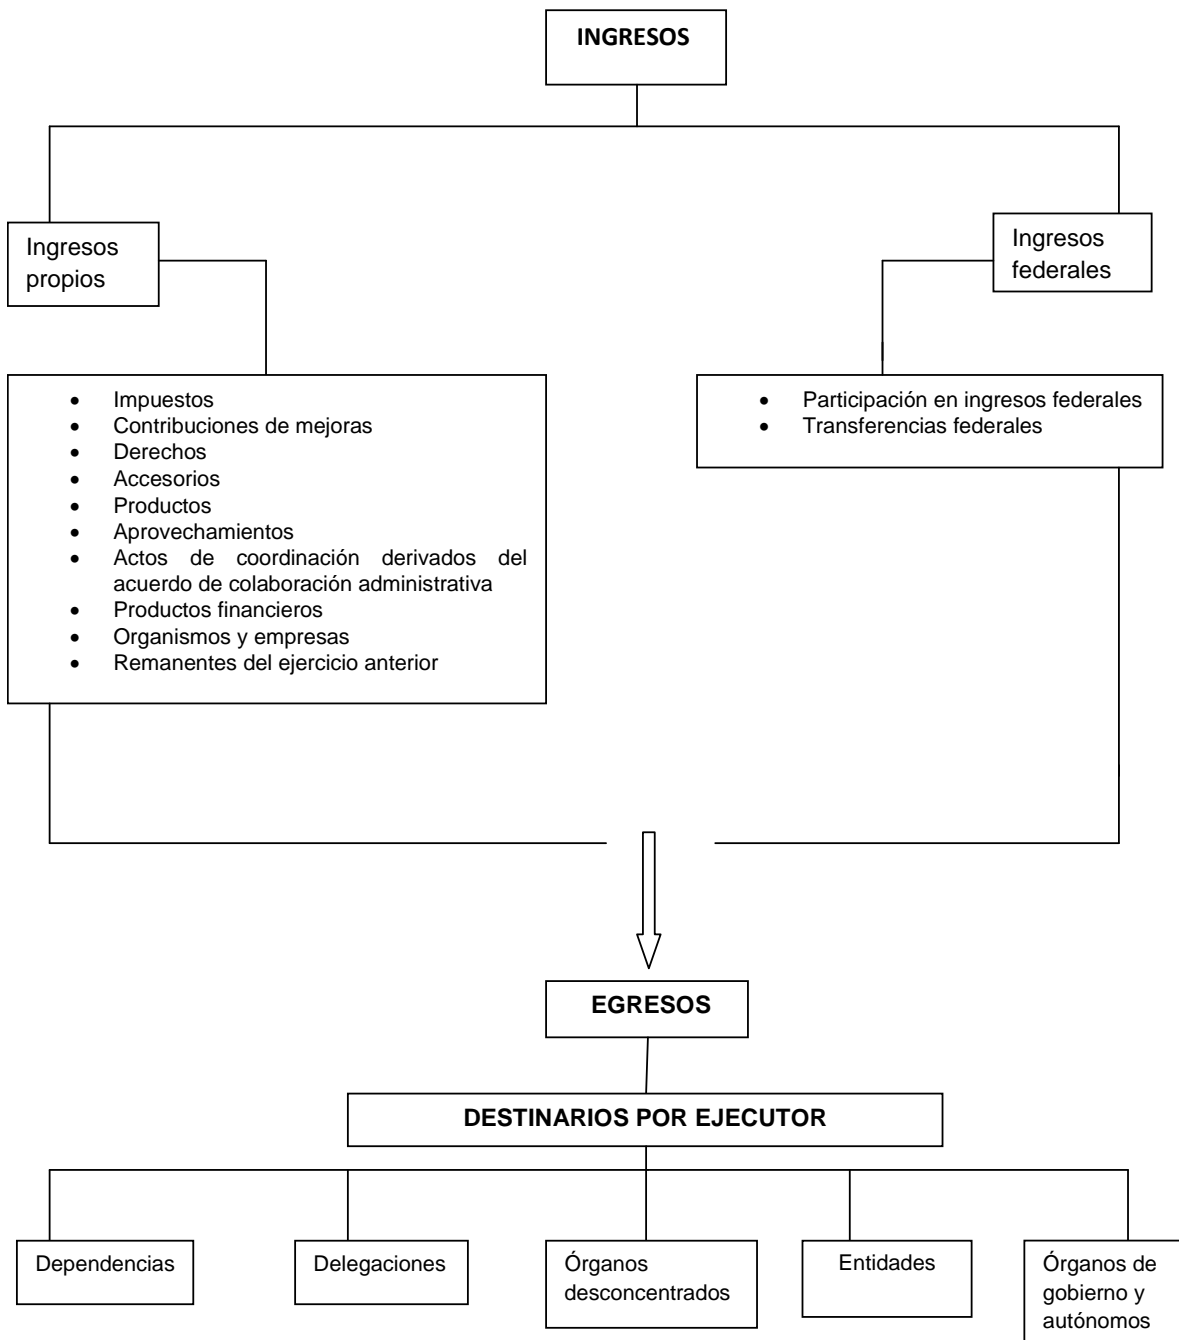 INGRESOS
Ingresos
propios
Ingresos
federales
• Impuestos
• Contribuciones de mejoras
• Derechos
• Accesorios
• Productos
• Aprovechamientos
• Actos de coordinación derivados del
acuerdo de colaboración administrativa
• Productos financieros
• Organismos y empresas
• Remanentes del ejercicio anterior
• Participación en ingresos federales
• Transferencias federales
EGRESOS
DESTINARIOS POR EJECUTOR
Dependencias
Delegaciones
Órganos
desconcentrados
Entidades
Órganos de
gobierno y
autónomos